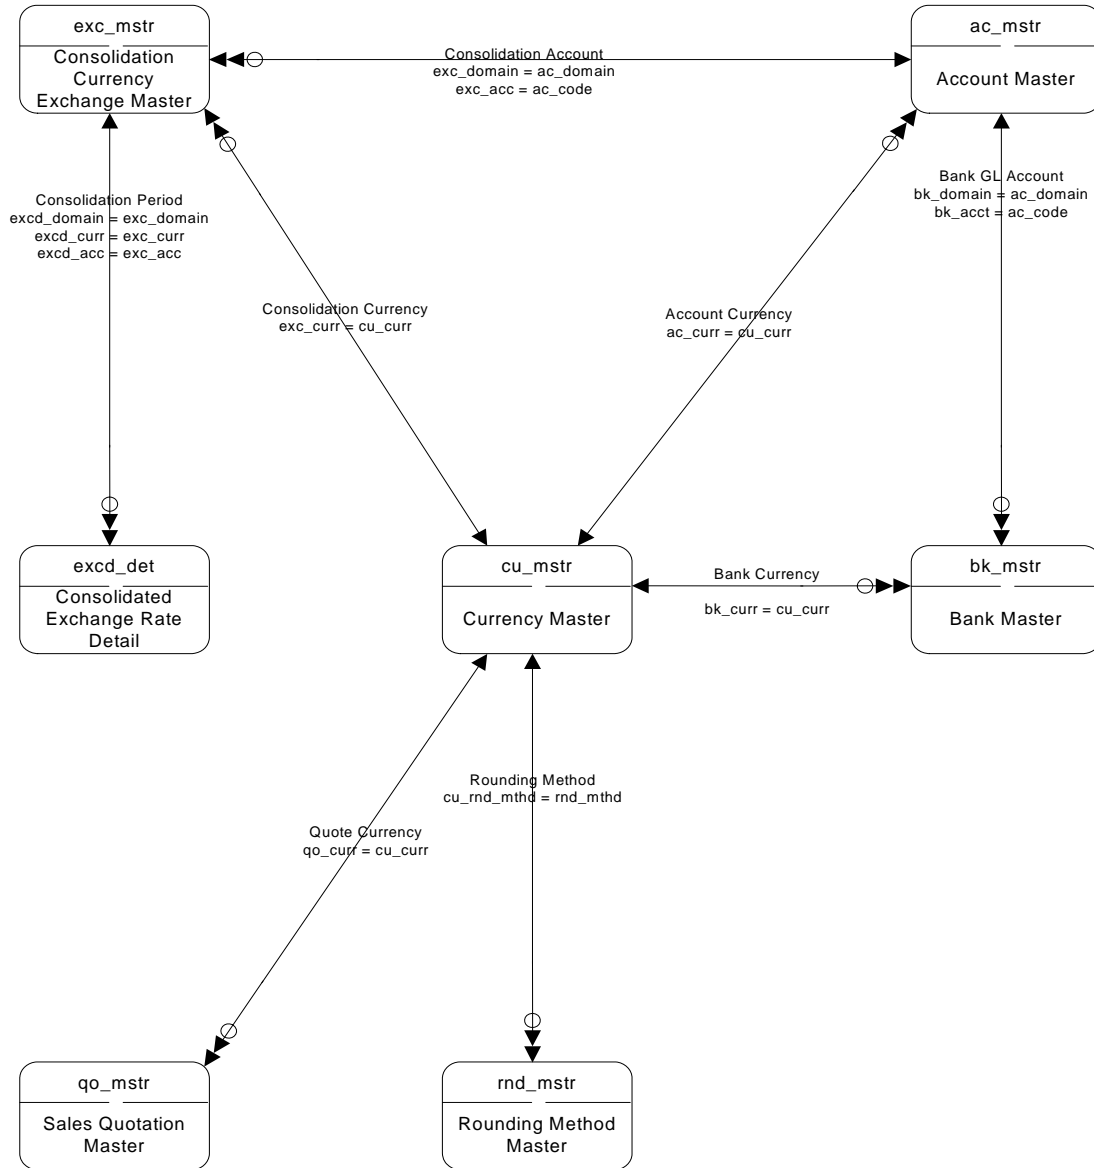 exc_mstr
Consolidation
Currency
Exchange Master
Consolidation Account
exc_domain = ac_domain
exc_acc = ac_code
ac_mstr
Account Master
Consolidation Period
excd_domain = exc_domain
excd_curr = exc_curr
excd_acc = exc_acc
Bank GL Account
bk_domain = ac_domain
bk_acct = ac_code
Consolidation Currency
exc_curr = cu_curr
Account Currency
ac_curr = cu_curr
excd_det
Consolidated
Exchange Rate
Detail
cu_mstr
Currency Master
Bank Currency
bk_curr = cu_curr
bk_mstr
Bank Master
Rounding Method
cu_rnd_mthd = rnd_mthd
Quote Currency
qo_curr = cu_curr
qo_mstr
Sales Quotation
Master
rnd_mstr
Rounding Method
Master